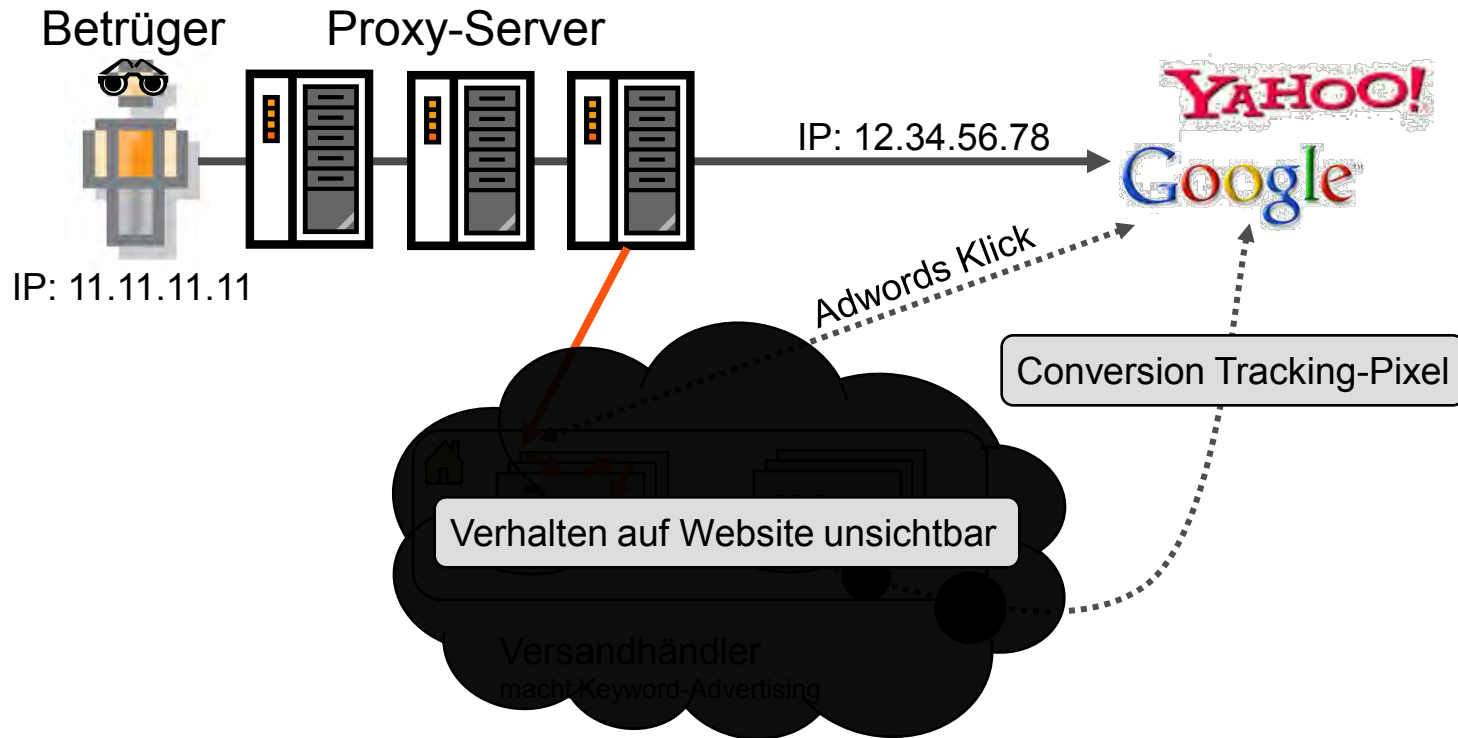 Betrüger
Proxy-Server
YAHOO!
IP: 12.34.56.78
Google
IP: 11.11.11.11
Adwords Klick
Conversion Tracking-Pixel
Verhalten auf Website unsichtbar
Versandhändler
macht Keyword-Advertising